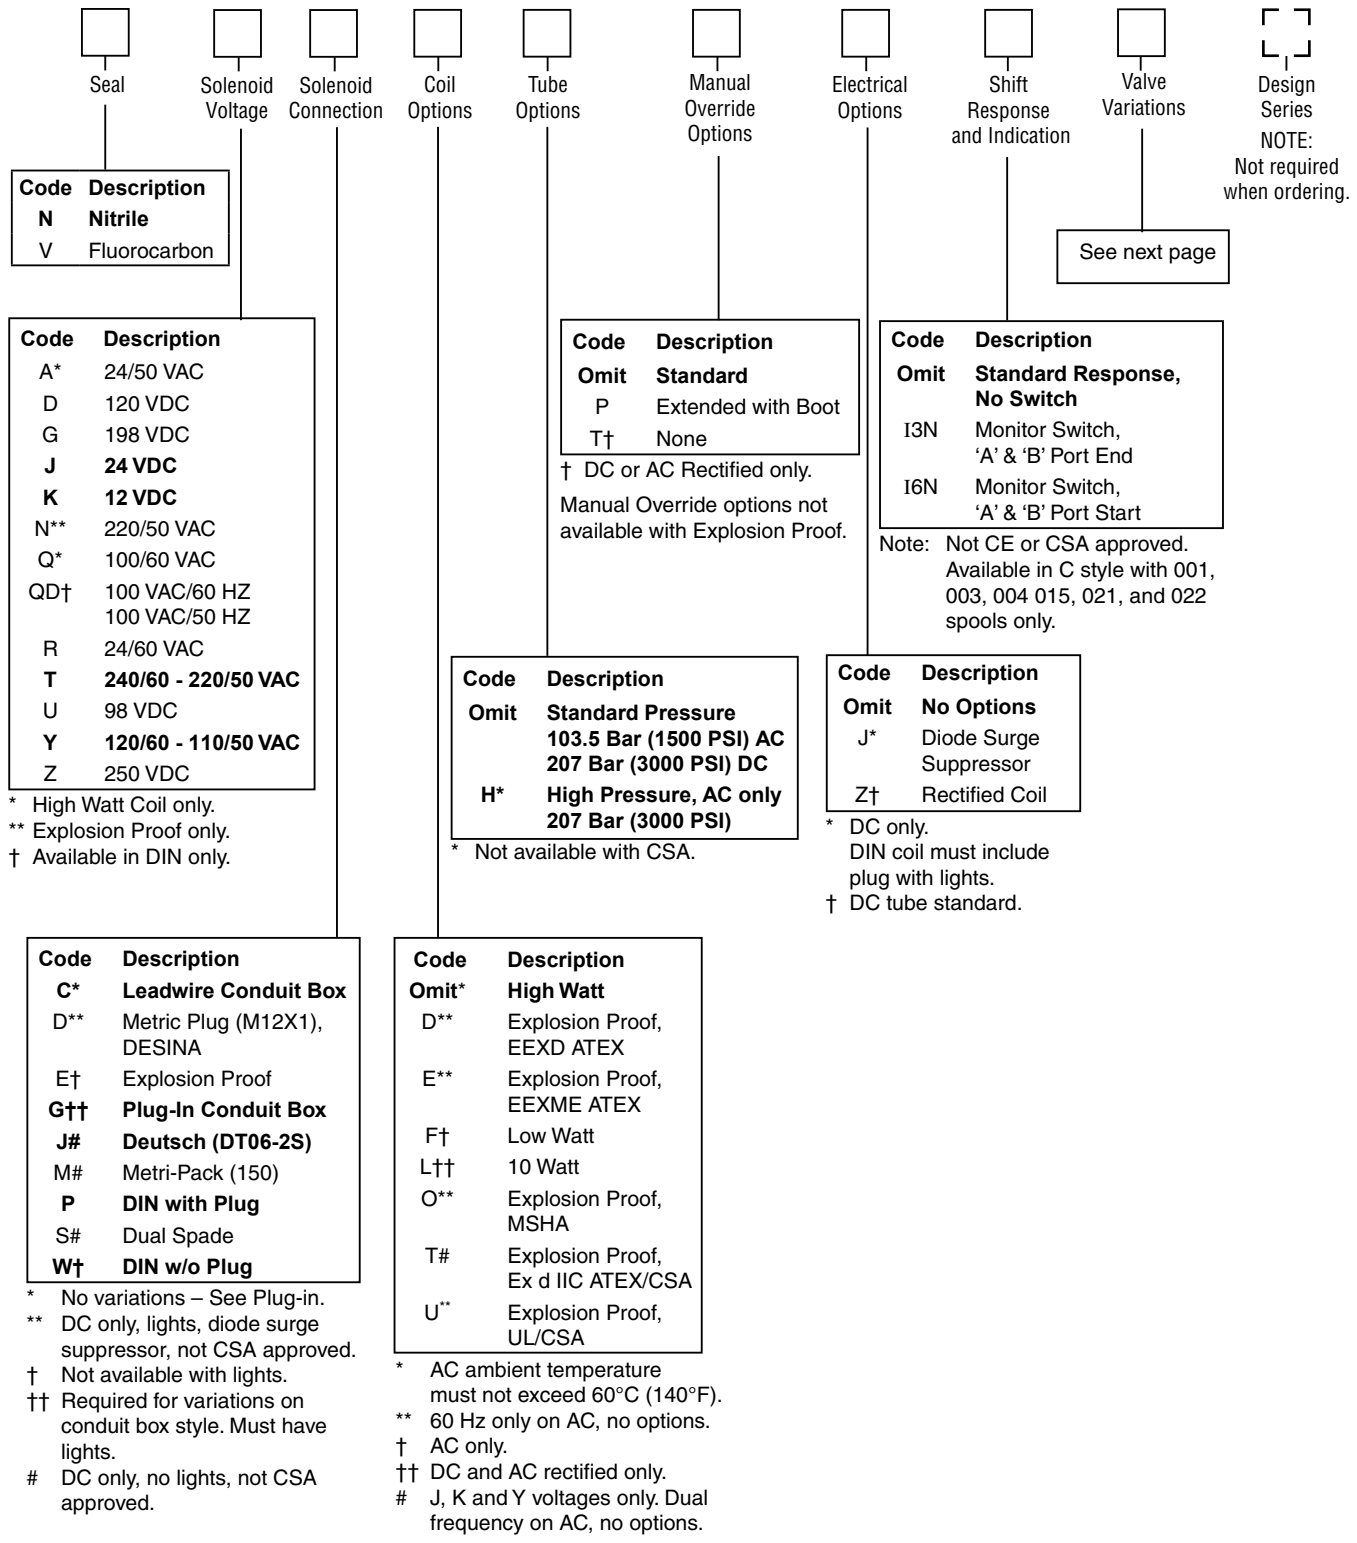 Seal
Solenoid
Voltage
Solenoid
Connection
Coil
Options
Tube
Options
Manual
Override
Options
Electrical
Options
Shift
Response
and Indication
Valve
Variations
Design
Series
NOTE:
Not required
when ordering.
Code Description
N Nitrile
V Fluorocarbon
See next page
Code Description
A* 24/50 VAC
D 120 VDC
G 198 VDC
J 24 VDC
K 12 VDC
N** 220/50 VAC
Q* 100/60 VAC
QD† 100 VAC/60 HZ
100 VAC/50 HZ
R 24/60 VAC
T 240/60 - 220/50 VAC
U 98 VDC
Y 120/60 - 110/50 VAC
Z 250 VDC
* High Watt Coil only.
** Explosion Proof only.
† Available in DIN only.
Code Description
Omit Standard
P Extended with Boot
T† None
† DC or AC Rectified only.
Manual Override options not
available with Explosion Proof.
Code Description
Omit Standard Response,
No Switch
I3N Monitor Switch,
‘A’ & ‘B’ Port End
I6N Monitor Switch,
‘A’ & ‘B’ Port Start
Note: Not CE or CSA approved.
Available in C style with 001,
003, 004 015, 021, and 022
spools only.
Code Description
Omit Standard Pressure
103.5 Bar (1500 PSI) AC
207 Bar (3000 PSI) DC
H* High Pressure, AC only
207 Bar (3000 PSI)
* Not available with CSA.
Code Description
Omit No Options
J* Diode Surge
Suppressor
Z† Rectified Coil
* DC only.
DIN coil must include
plug with lights.
† DC tube standard.
Code Description
C* Leadwire Conduit Box
D** Metric Plug (M12X1),
DESINA
E† Explosion Proof
G†† Plug-In Conduit Box
J# Deutsch (DT06-2S)
M# Metri-Pack (150)
P DIN with Plug
S# Dual Spade
W† DIN w/o Plug
* No variations – See Plug-in.
** DC only, lights, diode surge
suppressor, not CSA approved.
† Not available with lights.
†† Required for variations on
conduit box style. Must have
lights.
# DC only, no lights, not CSA
approved.
Code Description
Omit* High Watt
D** Explosion Proof,
EEXD ATEX
E** Explosion Proof,
EEXME ATEX
F† Low Watt
L†† 10 Watt
O** Explosion Proof,
MSHA
T# Explosion Proof,
Ex d IIC ATEX/CSA
U** Explosion Proof,
UL/CSA
* AC ambient temperature
must not exceed 60°C (140°F).
** 60 Hz only on AC, no options.
† AC only.
†† DC and AC rectified only.
# J, K and Y voltages only. Dual
frequency on AC, no options.